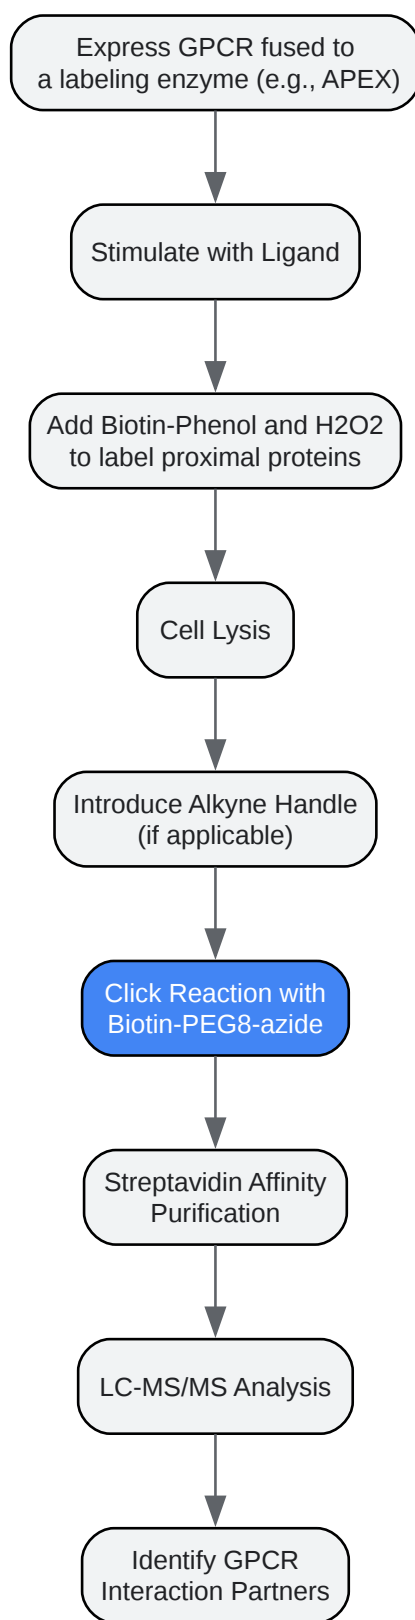 Express GPCR fused to
a labeling enzyme (e.g., APEX)
Stimulate with Ligand
Add Biotin-Phenol and H2O2
to label proximal proteins
Cell Lysis
Introduce Alkyne Handle
(if applicable)
Click Reaction with
Biotin-PEG8-azide
Streptavidin Affinity
Purification
LC-MS/MS Analysis
Identify GPCR
Interaction Partners